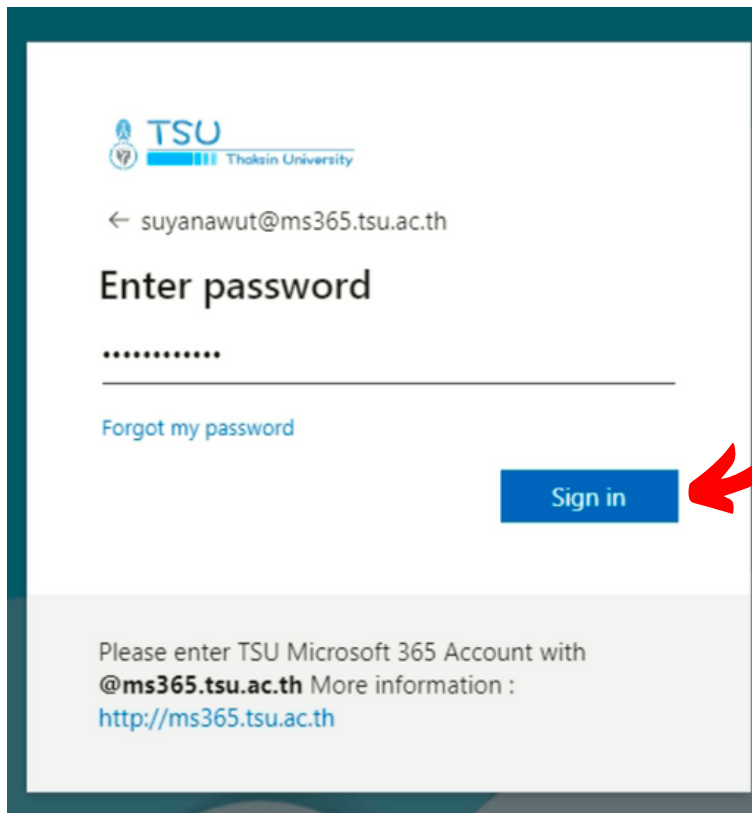 TSU
Thaksin University
← suyanawut@ms365.tsu.ac.th
Enter password
••••••••••••
Forgot my password
Sign in
Please enter TSU Microsoft 365 Account with
@ms365.tsu.ac.th More information :
http://ms365.tsu.ac.th